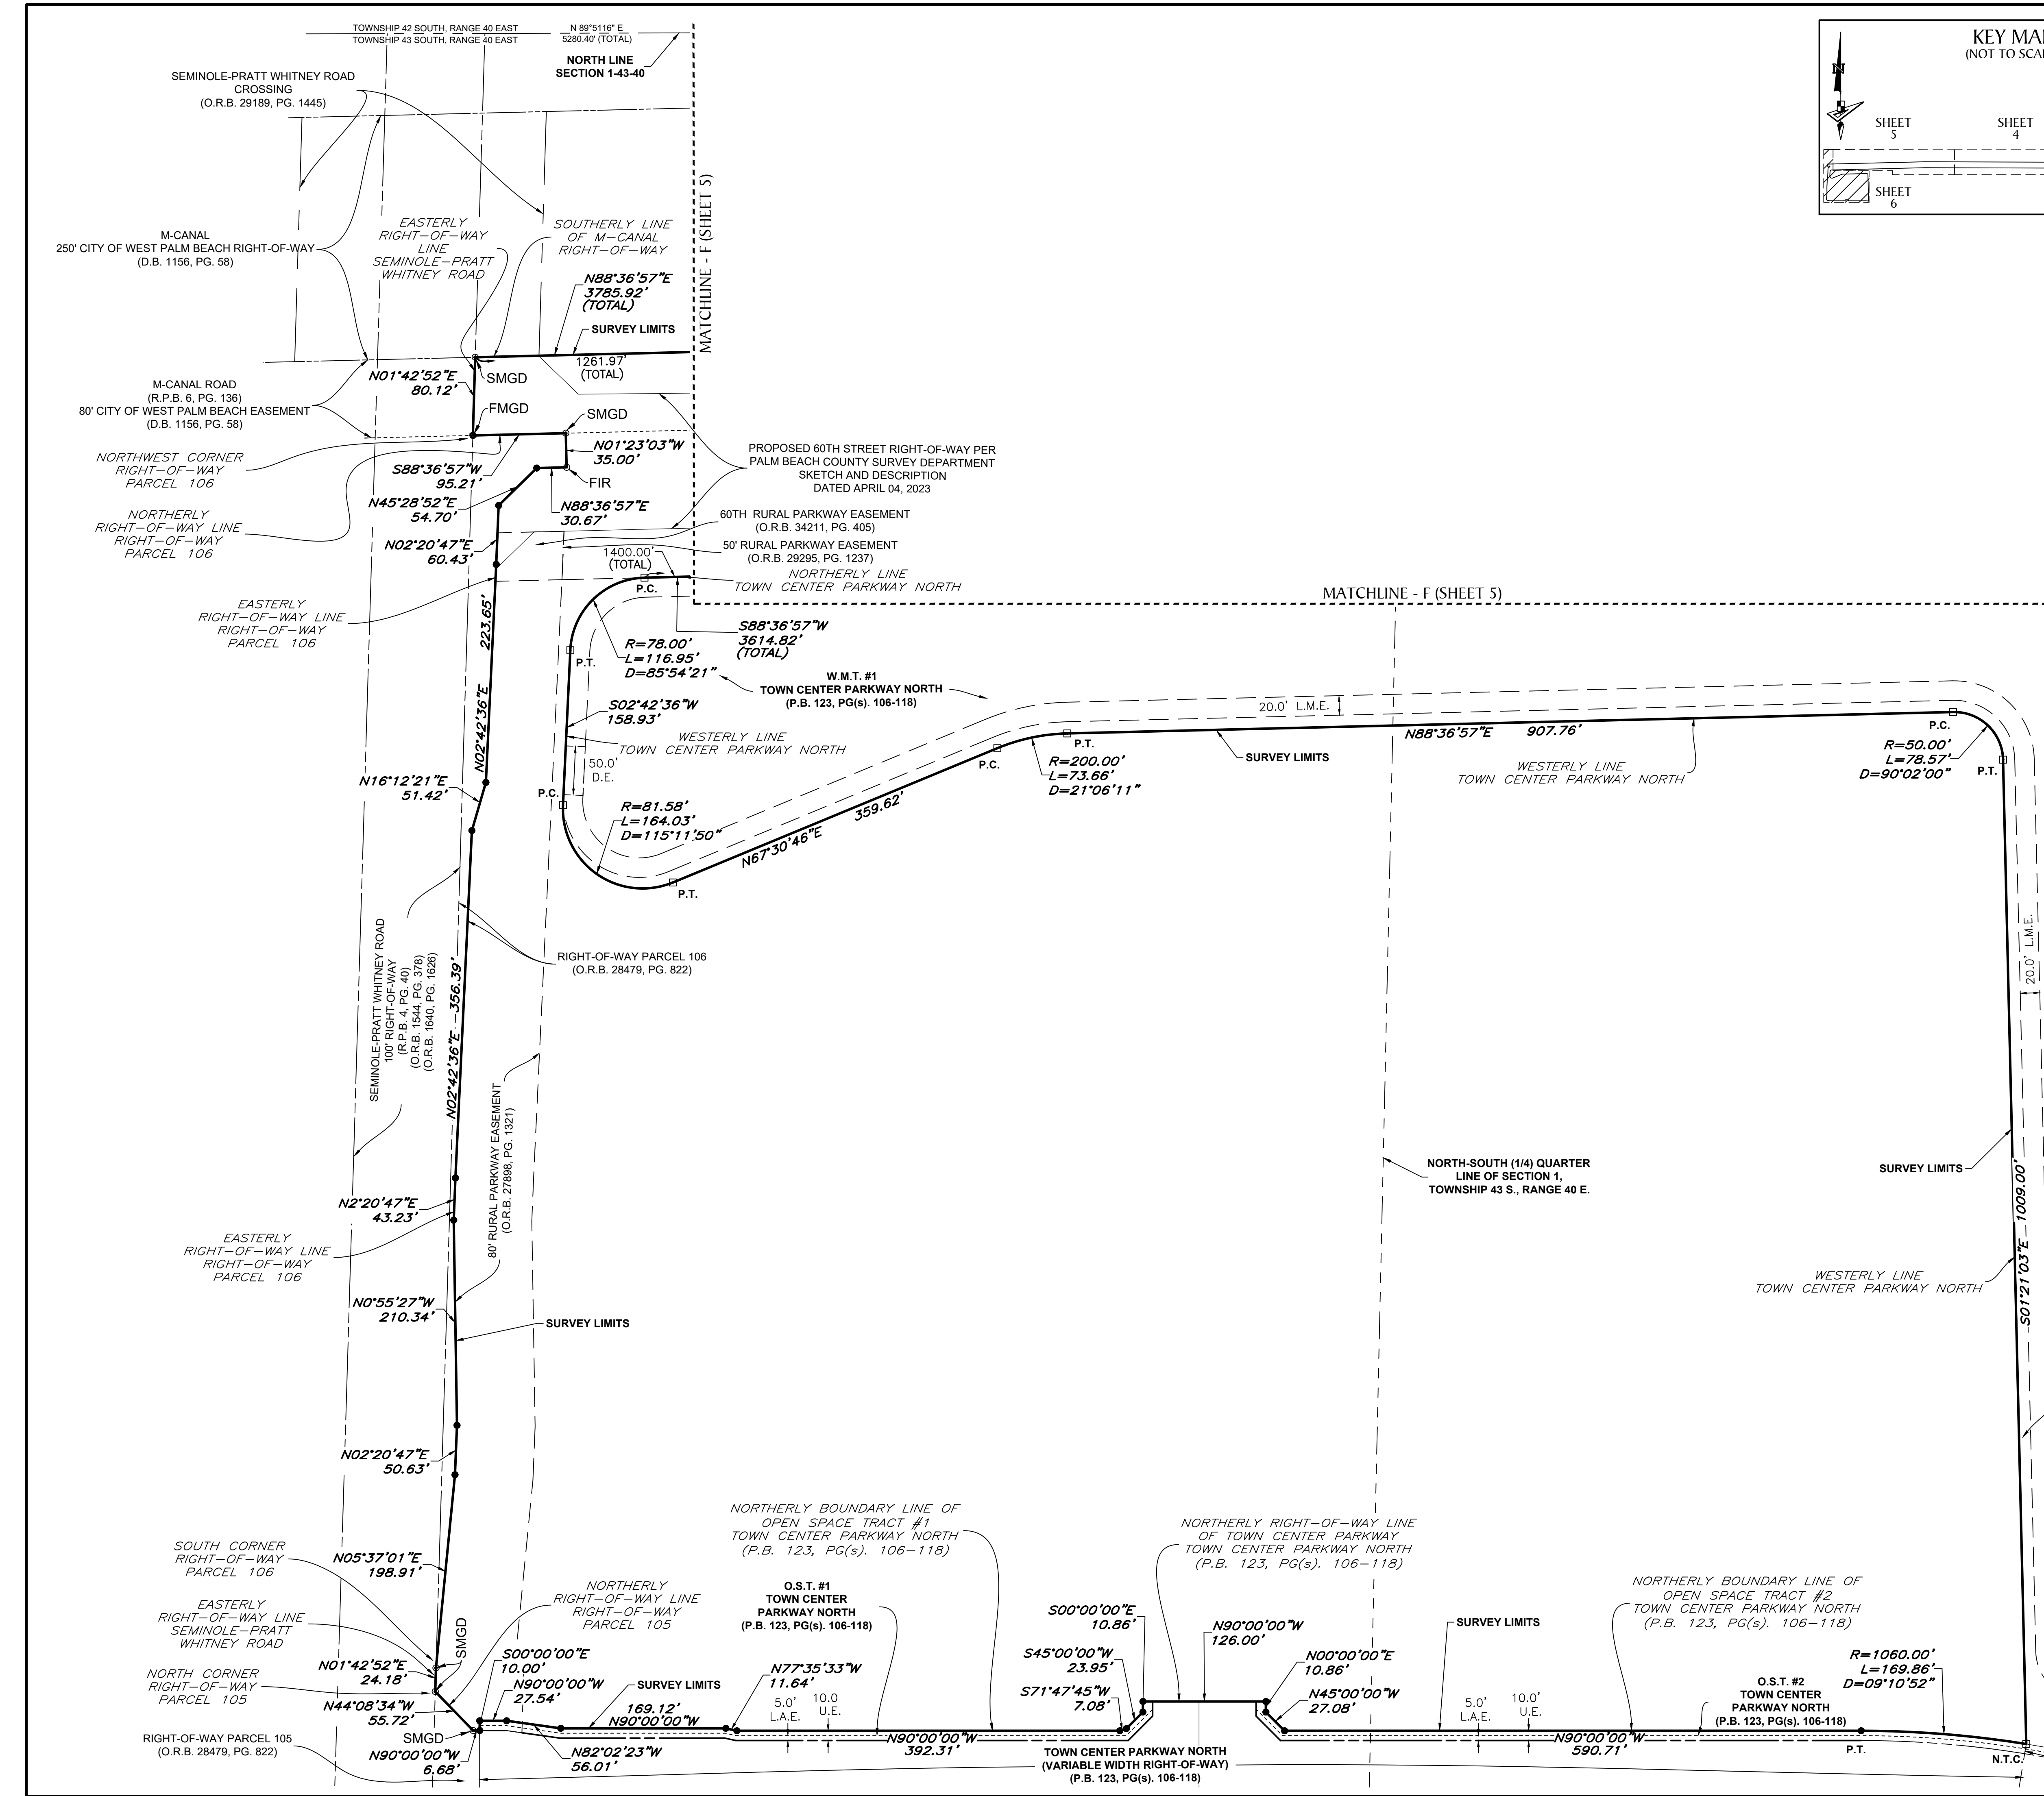 TOWNSHIP 42 SOUTH, RANGE 40 EAST
TOWNSHIP 43 SOUTH, RANGE 40 EAST
N 89°5116" E
5280.40' (TOTAL)
NORTH LINE
SECTION 1-43-40
SEMINOLE-PRATT WHITNEY ROAD
CROSSING
(O.R.B. 29189, PG. 1445)
KEY MA
(NOT TO SCA
N
SHEET
5
SHEET
4
SHEET
6
MATCHLINE - F (SHEET 5)
M-CANAL
250' CITY OF WEST PALM BEACH RIGHT-OF-WAY
(D.B. 1156, PG. 58)
EASTERLY
RIGHT-OF-WAY
LINE
SEMINOLE-PRATT
WHITNEY ROAD
SOUTHERLY LINE
OF M-CANAL
RIGHT-OF-WAY
N88°36'57"E
3785.92'
(TOTAL)
SURVEY LIMITS
1261.97'
(TOTAL)
N01°42'52"E
80.12'
SMGD
M-CANAL ROAD
(R.P.B. 6, PG. 136)
80' CITY OF WEST PALM BEACH EASEMENT
(D.B. 1156, PG. 58)
FMGD
SMGD
NORTHWEST CORNER
RIGHT-OF-WAY
PARCEL 106
S88°36'57"W
95.21'
N01°23'03"W
35.00'
FIR
PROPOSED 60TH STREET RIGHT-OF-WAY PER
PALM BEACH COUNTY SURVEY DEPARTMENT
SKETCH AND DESCRIPTION
DATED APRIL 04, 2023
N45°28'52"E
54.70'
N88°36'57"E
30.67'
NORTHERLY
RIGHT-OF-WAY LINE
RIGHT-OF-WAY
PARCEL 106
60TH RURAL PARKWAY EASEMENT
(O.R.B. 34211, PG. 405)
N02°20'47"E
60.43'
1400.00'
(TOTAL)
50' RURAL PARKWAY EASEMENT
(O.R.B. 29295, PG. 1237)
NORTHERLY LINE
TOWN CENTER PARKWAY NORTH
P.C.
MATCHLINE - F (SHEET 5)
EASTERLY
RIGHT-OF-WAY LINE
RIGHT-OF-WAY
PARCEL 106
N02°42'36"E 223.65'
P.T.
R=78.00'
L=116.95'
D=85°54'21"
S88°36'57"W
3614.82'
(TOTAL)
W.M.T. #1
TOWN CENTER PARKWAY NORTH
(P.B. 123, PG(s). 106-118)
S02°42'36"W
158.93'
WESTERLY LINE
TOWN CENTER PARKWAY NORTH
50.0'
D.E.
P.C.
20.0' L.M.E.
P.C.
P.T.
SURVEY LIMITS
N88°36'57"E 907.76'
WESTERLY LINE
TOWN CENTER PARKWAY NORTH
P.C.
R=50.00'
L=78.57'
D=90°02'00"
P.T.
R=200.00'
L=73.66'
D=21°06'11"
N16°12'21"E
51.42'
R=81.58'
L=164.03'
D=115°11'50"
N67°30'46"E 359.62'
P.T.
20.0' L.M.E.
SEMINOLE-PRATT WHITNEY ROAD
100' RIGHT-OF-WAY
(R.P.B. 4, PG. 40)
(O.R.B. 1544, PG. 378)
(O.R.B. 1640, PG. 1626)
N02°42'36"E 356.39'
RIGHT-OF-WAY PARCEL 106
(O.R.B. 28479, PG. 822)
80' RURAL PARKWAY EASEMENT
(O.R.B. 27898, PG. 1321)
NORTH-SOUTH (1/4) QUARTER
LINE OF SECTION 1,
TOWNSHIP 43 S., RANGE 40 E.
SURVEY LIMITS
S01°21'03"E 1009.00'
N2°20'47"E
43.23'
EASTERLY
RIGHT-OF-WAY LINE
RIGHT-OF-WAY
PARCEL 106
WESTERLY LINE
TOWN CENTER PARKWAY NORTH
N0°55'27"W
210.34'
SURVEY LIMITS
N02°20'47"E
50.63'
SOUTH CORNER
RIGHT-OF-WAY
PARCEL 106
N05°37'01"E
198.91'
NORTHERLY BOUNDARY LINE OF
OPEN SPACE TRACT #1
TOWN CENTER PARKWAY NORTH
(P.B. 123, PG(s). 106-118)
NORTHERLY RIGHT-OF-WAY LINE
OF TOWN CENTER PARKWAY
TOWN CENTER PARKWAY NORTH
(P.B. 123, PG(s). 106-118)
NORTHERLY BOUNDARY LINE OF
OPEN SPACE TRACT #2
TOWN CENTER PARKWAY NORTH
(P.B. 123, PG(s). 106-118)
EASTERLY
RIGHT-OF-WAY LINE
SEMINOLE-PRATT
WHITNEY ROAD
NORTHERLY
RIGHT-OF-WAY LINE
RIGHT-OF-WAY
PARCEL 105
O.S.T. #1
TOWN CENTER
PARKWAY NORTH
(P.B. 123, PG(s). 106-118)
SMGD
N01°42'52"E
24.18'
NORTH CORNER
RIGHT-OF-WAY
PARCEL 105
N44°08'34"W
55.72'
S00°00'00"E
10.00'
N90°00'00"W
27.54'
SURVEY LIMITS
169.12'
N90°00'00"W
N77°35'33"W
11.64'
5.0'
L.A.E.
10.0
U.E.
S00°00'00"E
10.86'
S45°00'00"W
23.95'
S71°47'45"W
7.08'
N90°00'00"W
126.00'
N00°00'00"E
10.86'
N45°00'00"W
27.08'
SURVEY LIMITS
5.0'
L.A.E.
10.0'
U.E.
O.S.T. #2
TOWN CENTER
PARKWAY NORTH
(P.B. 123, PG(s). 106-118)
R=1060.00'
L=169.86'
D=09°10'52"
RIGHT-OF-WAY PARCEL 105
(O.R.B. 28479, PG. 822)
SMGD
N90°00'00"W
6.68'
N82°02'23"W
56.01'
N90°00'00"W
392.31'
TOWN CENTER PARKWAY NORTH
(VARIABLE WIDTH RIGHT-OF-WAY)
(P.B. 123, PG(s). 106-118)
N90°00'00"W
590.71'
P.T.
N.T.C.